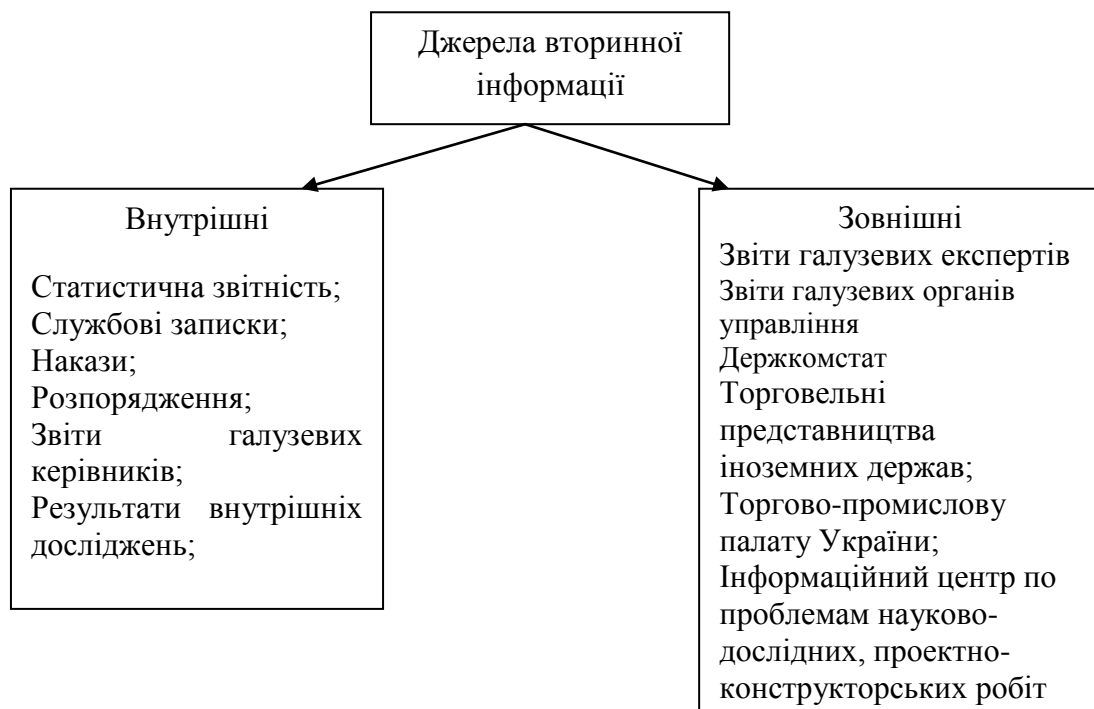 Джерела вторинної
інформації
Внутрішні
Статистична звітність;
Службові записки;
Накази;
Розпорядження;
Звіти галузевих
керівників;
Результати внутрішніх
досліджень;
Зовнішні
Звіти галузевих експертів
Звіти галузевих органів
управління
Держкомстат
Торговельні
представництва
іноземних держав;
Торгово-промислову
палату України;
Інформаційний центр по
проблемам науково-
дослідних, проектно-
конструкторських робіт